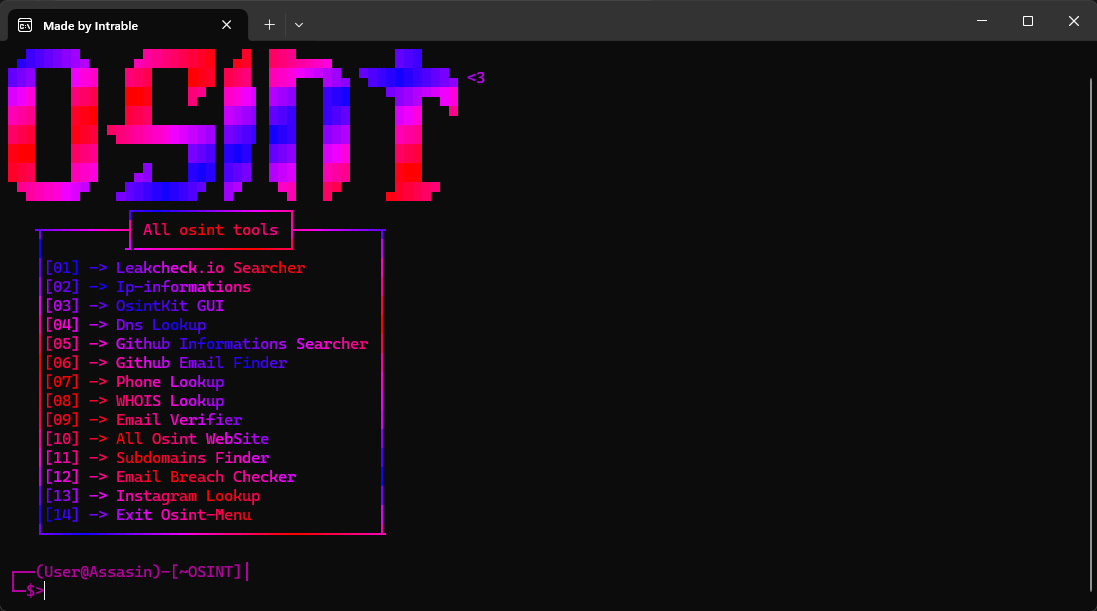 Made by Intrable
OSINT <3
All osint tools
[01] -> Leakcheck.io Searcher
[02] -> Ip-informations
[03] -> OsintKit GUI
[04] -> Dns Lookup
[05] -> Github Informations Searcher
[06] -> Github Email Finder
[07] -> Phone Lookup
[08] -> WHOIS Lookup
[09] -> Email Verifier
[10] -> All Osint WebSite
[11] -> Subdomains Finder
[12] -> Email Breach Checker
[13] -> Instagram Lookup
[14] -> Exit Osint-Menu
(User@Assasin)-[~OSINT]
$>